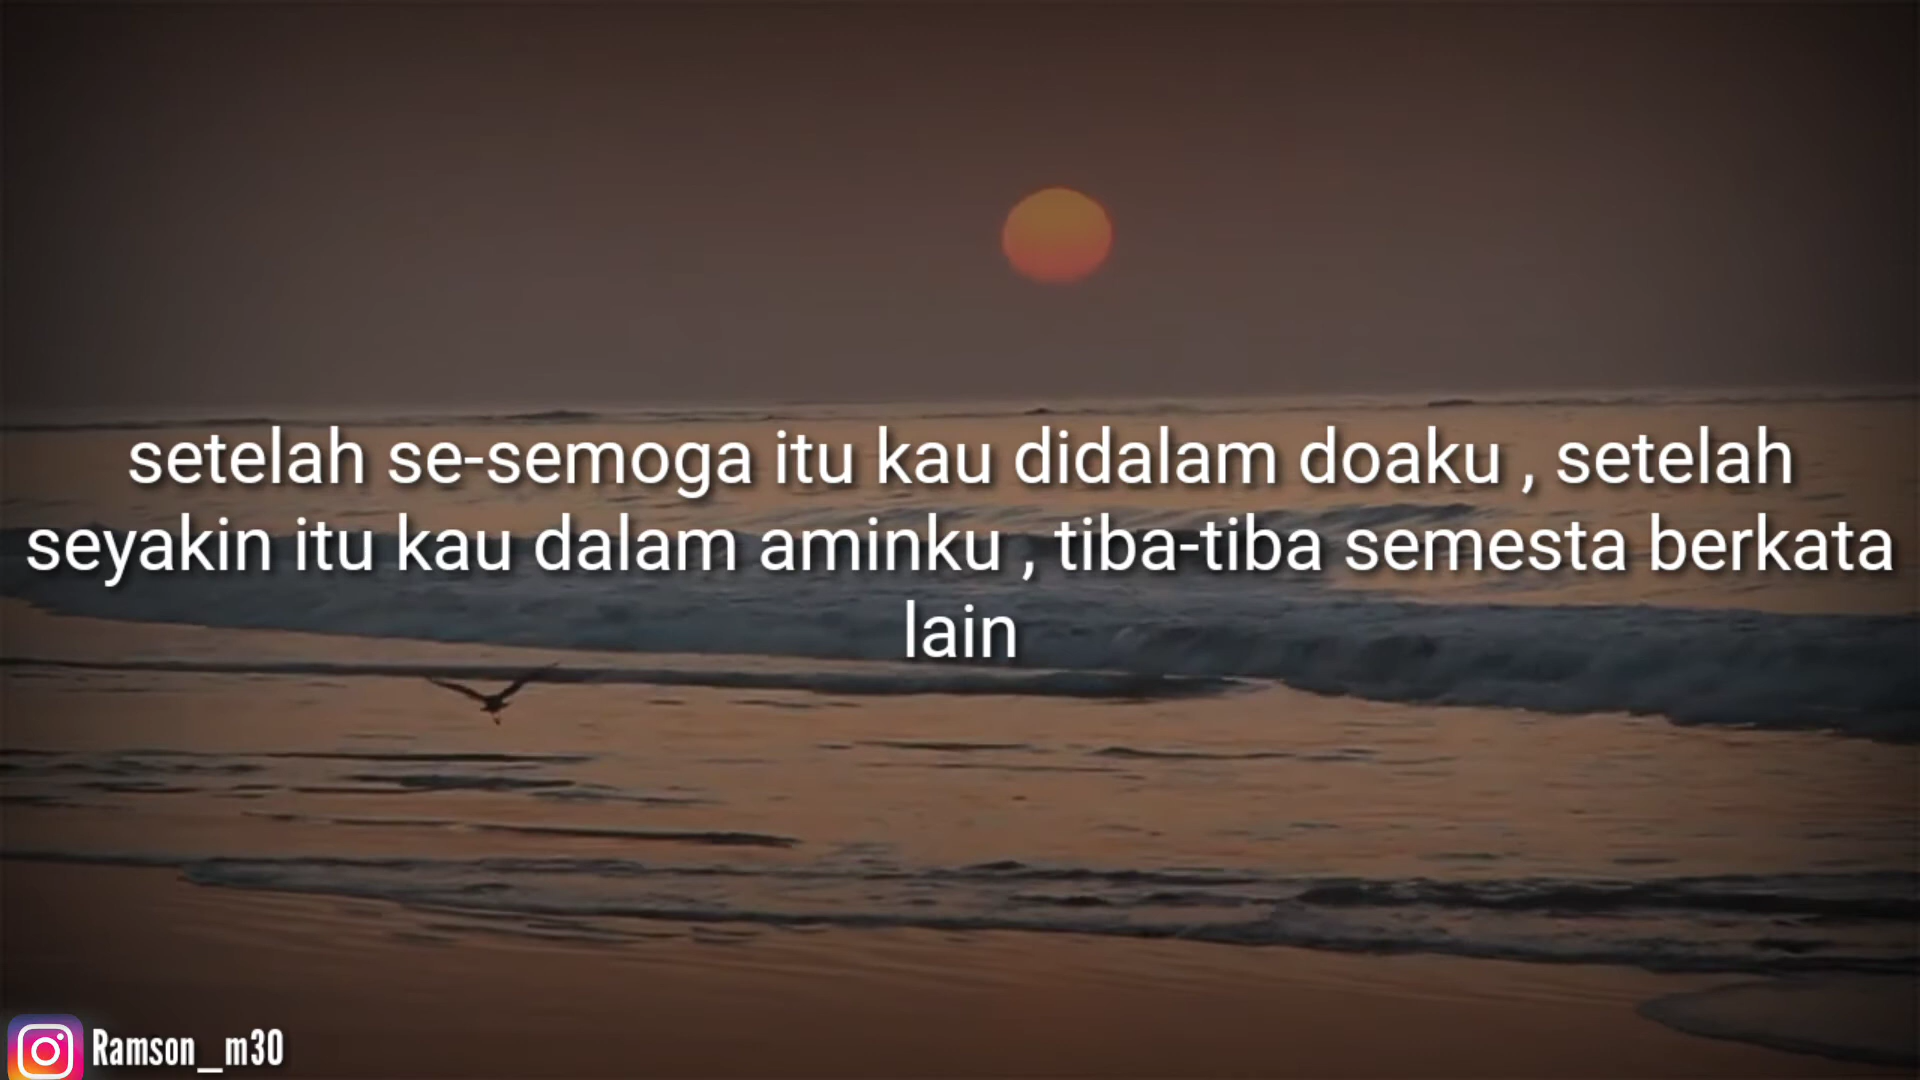 setelah se-semoga itu kau didalam doaku , setelah
seyakin itu kau dalam aminku , tiba-tiba semesta berkata
lain
Ramson_m30